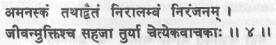 अमनस्कं तथाद्वैतं निरालम्बं निरंजनम् ।
जीवन्मुक्तिश्च सहजा तुर्या चेत्येकवाचकाः ।। ४ ।।